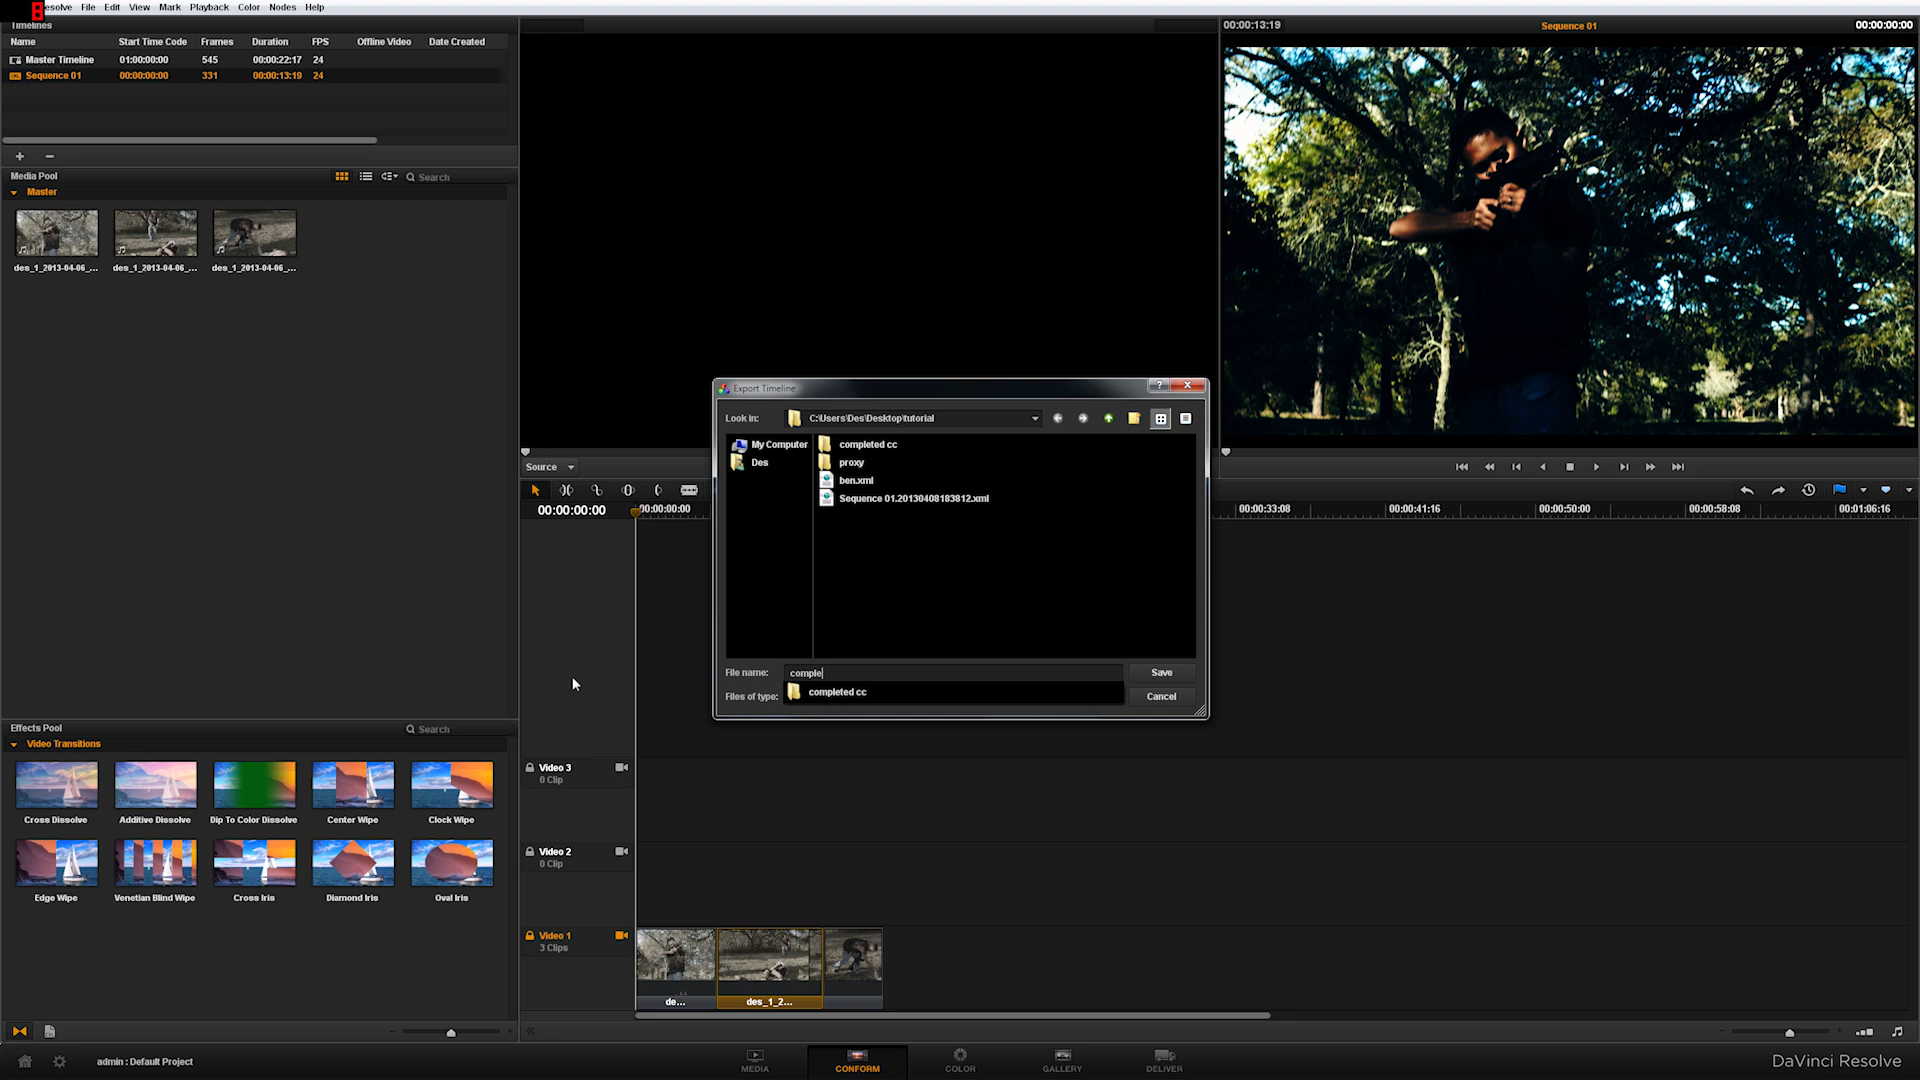 esolve File Edit View Mark Playback Color Nodes Help
Timelines
Name Start Time Code Frames Duration FPS Offline Video Date Created
Master Timeline 01:00:00:00 545 00:00:22:17 24
Sequence 01 00:00:00:00 331 00:00:13:19 24
00:00:13:19 Sequence 01 00:00:00:00
Media Pool Search
Master
des_1_2013-04-06_... des_1_2013-04-06_... des_1_2013-04-06_...
Export Timeline
Look in: C:\Users\Des\Desktop\tutorial
My Computer
Des
completed cc
proxy
ben.xml
Sequence 01.20130408183812.xml
File name: comple Save
Files of type: completed cc Cancel
Source
00:00:00:00 00:00:00:00 00:00:33:08 00:00:41:16 00:00:50:00 00:00:58:08 00:01:06:16
Effects Pool Search
Video Transitions
Cross Dissolve Additive Dissolve Dip To Color Dissolve Center Wipe Clock Wipe
Edge Wipe Venetian Blind Wipe Cross Iris Diamond Iris Oval Iris
Video 3
0 Clip
Video 2
0 Clip
Video 1
3 Clips
de... des_1_2...
admin : Default Project
MEDIA CONFORM COLOR GALLERY DELIVER
DaVinci Resolve